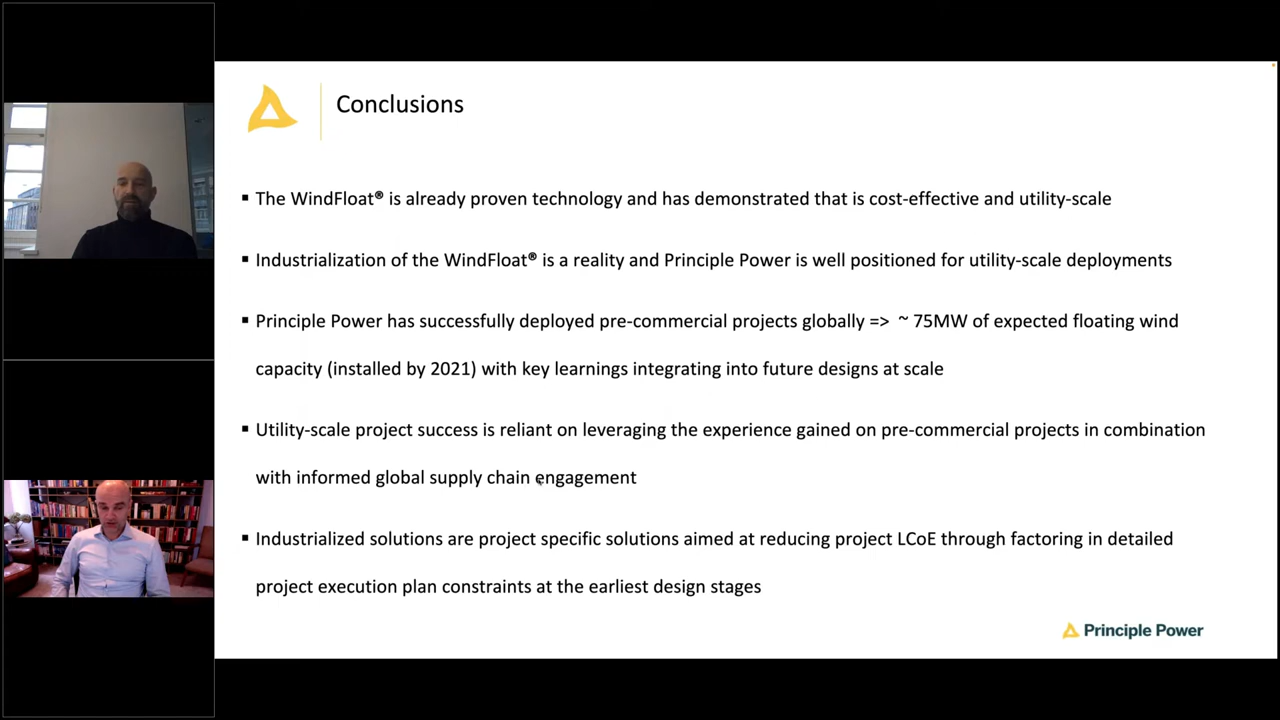 Conclusions
▪ The WindFloat® is already proven technology and has demonstrated that is cost-effective and utility-scale
▪ Industrialization of the WindFloat® is a reality and Principle Power is well positioned for utility-scale deployments
▪ Principle Power has successfully deployed pre-commercial projects globally => ~ 75MW of expected floating wind
capacity (installed by 2021) with key learnings integrating into future designs at scale
▪ Utility-scale project success is reliant on leveraging the experience gained on pre-commercial projects in combination
with informed global supply chain engagement
▪ Industrialized solutions are project specific solutions aimed at reducing project LCoE through factoring in detailed
project execution plan constraints at the earliest design stages
Principle Power